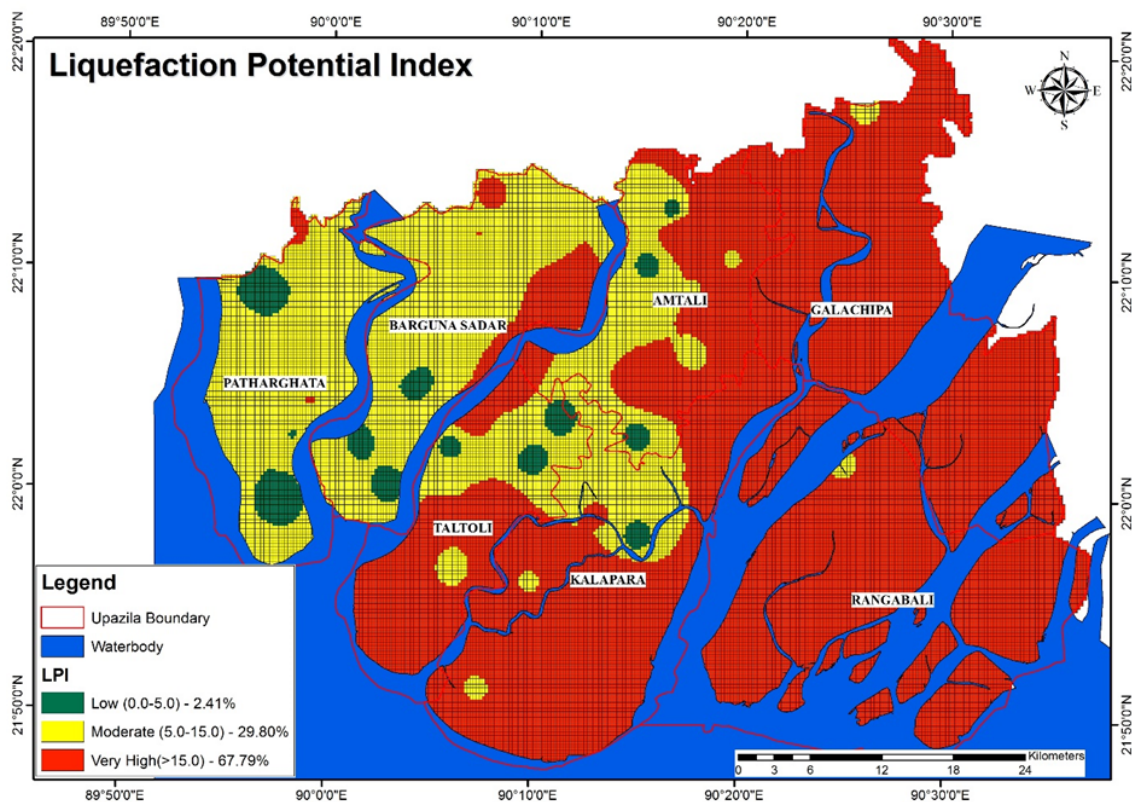 89°50'0"E 90°0'0"E 90°10'0"E 90°20'0"E 90°30'0"E
22°20'0"N
22°20'0"N
Liquefaction Potential Index
N
W E
S
22°10'0"N
22°10'0"N
AMTALI
GALACHIPA
BARGUNA SADAR
PATHARGHATA
22°0'0"N
22°0'0"N
TALTOLI
KALAPARA
RANGABALI
Legend
Upazila Boundary
Waterbody
LPI
Low (0.0-5.0) - 2.41%
Moderate (5.0-15.0) - 29.80%
Very High(>15.0) - 67.79%
21°50'0"N
21°50'0"N
Kilometers
0 3 6 12 18 24
89°50'0"E 90°0'0"E 90°10'0"E 90°20'0"E 90°30'0"E